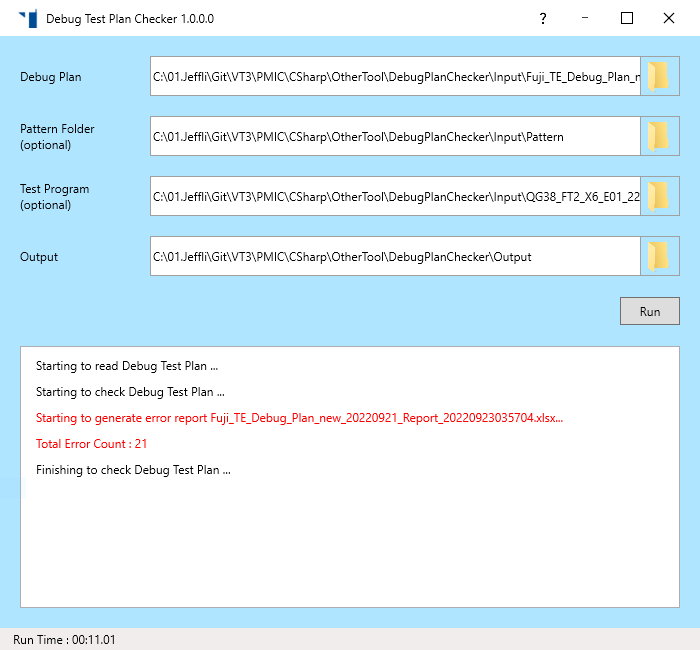 Debug Test Plan Checker 1.0.0.0
Debug Plan
C:\01.Jeffli\Git\VT3\PMIC\CSharp\OtherTool\DebugPlanChecker\Input\Fuji_TE_Debug_Plan_n
Pattern Folder
(optional)
C:\01.Jeffli\Git\VT3\PMIC\CSharp\OtherTool\DebugPlanChecker\Input\Pattern
Test Program
(optional)
C:\01.Jeffli\Git\VT3\PMIC\CSharp\OtherTool\DebugPlanChecker\Input\QG38_FT2_X6_E01_22
Output
C:\01.Jeffli\Git\VT3\PMIC\CSharp\OtherTool\DebugPlanChecker\Output
Run
Starting to read Debug Test Plan ...
Starting to check Debug Test Plan ...
Starting to generate error report Fuji_TE_Debug_Plan_new_20220921_Report_20220923035704.xlsx...
Total Error Count : 21
Finishing to check Debug Test Plan ...
Run Time : 00:11.01